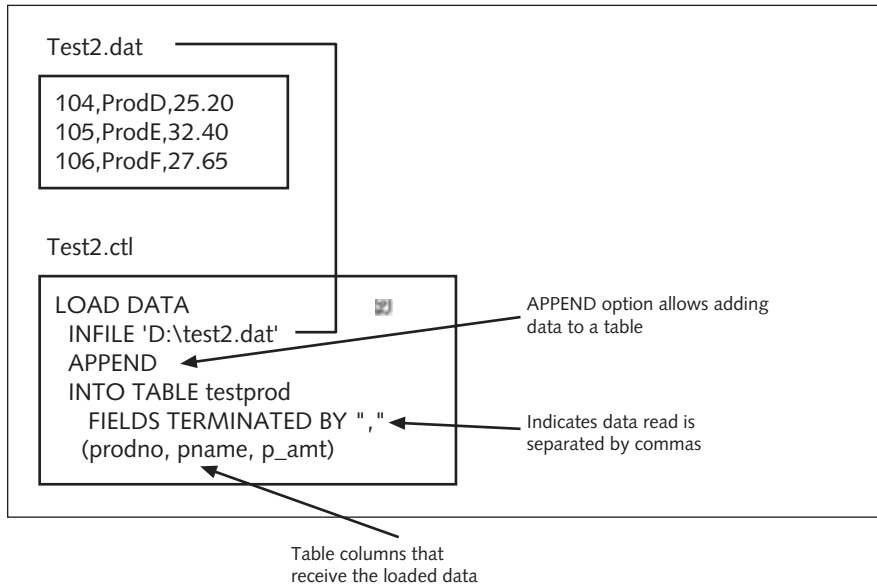 Test2.dat
104,ProdD,25.20
105,ProdE,32.40
106,ProdF,27.65
Test2.ctl
LOAD DATA
INFILE 'D:\test2.dat'
APPEND
INTO TABLE testprod
FIELDS TERMINATED BY ","
(prodno, pname, p_amt)
APPEND option allows adding
data to a table
Indicates data read is
separated by commas
Table columns that
receive the loaded data